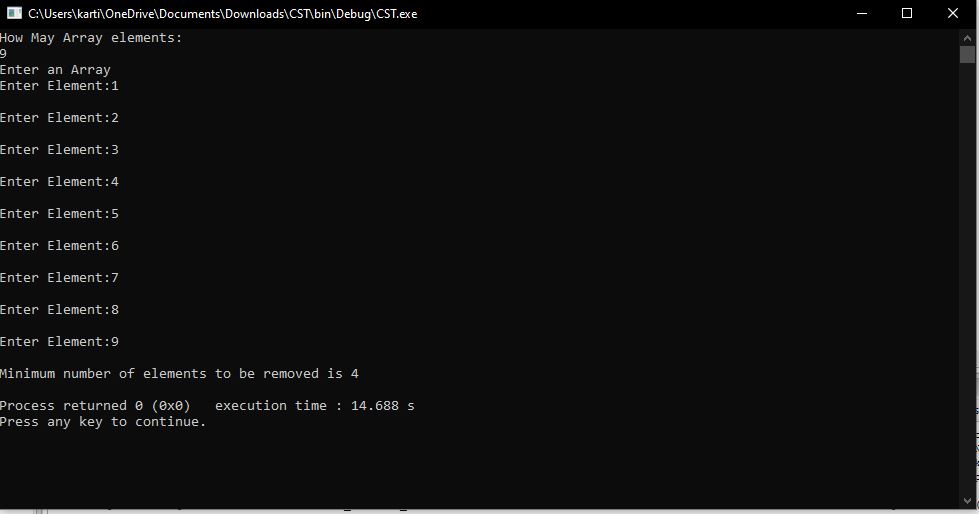 C:\Users\karti\OneDrive\Documents\Downloads\CST\bin\Debug\CST.exe
How May Array elements:
9
Enter an Array
Enter Element:1
Enter Element:2
Enter Element:3
Enter Element:4
Enter Element:5
Enter Element:6
Enter Element:7
Enter Element:8
Enter Element:9
Minimum number of elements to be removed is 4
Process returned 0 (0x0)   execution time : 14.688 s
Press any key to continue.